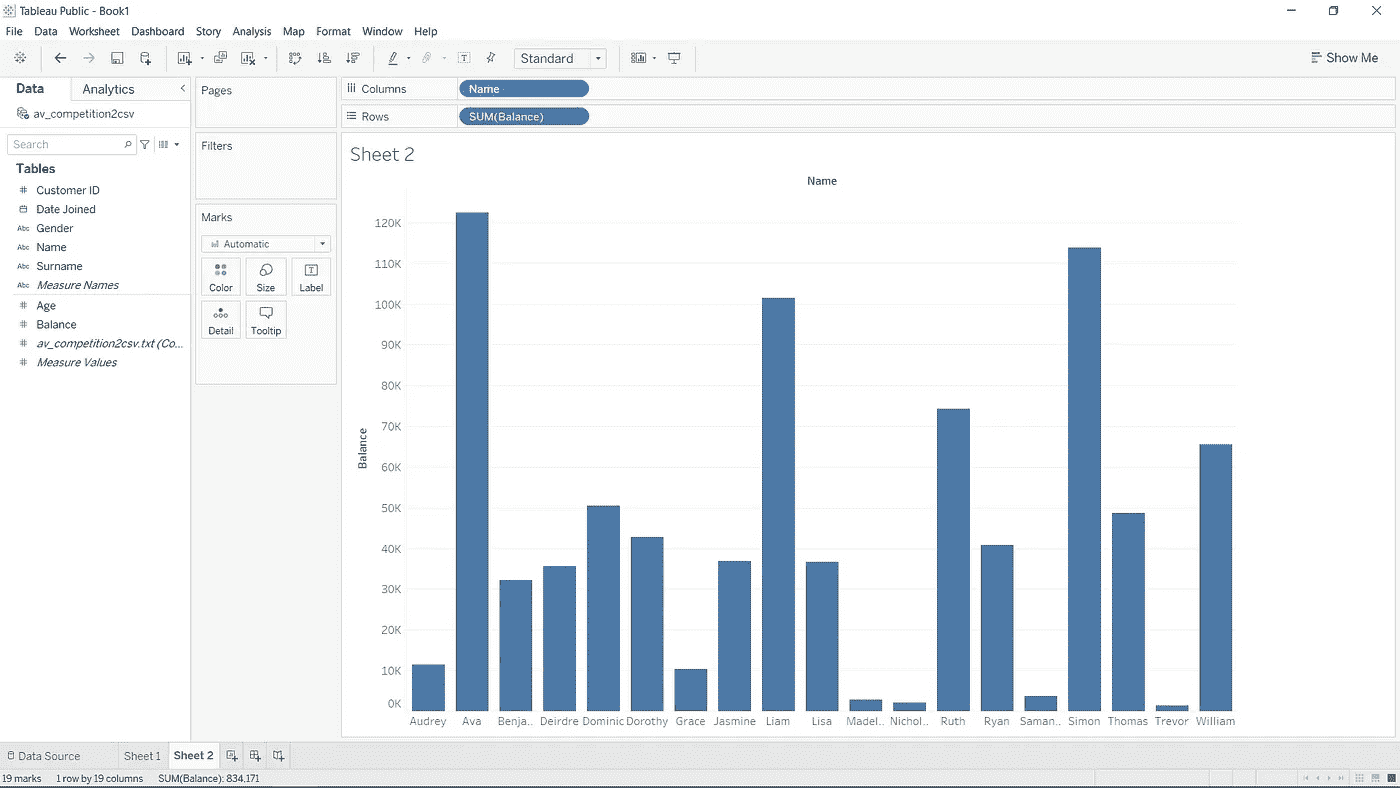 Tableau Public - Book1
File Data Worksheet Dashboard Story Analysis Map Format Window Help
Standard
Show Me
Data Analytics
av_competition2csv
Search
Tables
Customer ID
Date Joined
Abc Gender
Abc Name
Abc Surname
Abc Measure Names
Age
Balance
av_competition2csv.txt (Co...
Measure Values
Pages
Filters
Marks
Automatic
Color Size Label
Detail Tooltip
Columns Name
Rows SUM(Balance)
Sheet 2
Name
Balance
120K
110K
100K
90K
80K
70K
60K
50K
40K
30K
20K
10K
0K
Audrey Ava Benja.. Deirdre Dominic Dorothy Grace Jasmine Liam Lisa Madel.. Nichol.. Ruth Ryan Saman.. Simon Thomas Trevor William
Data Source Sheet 1 Sheet 2
19 marks 1 row by 19 columns SUM(Balance): 834,171